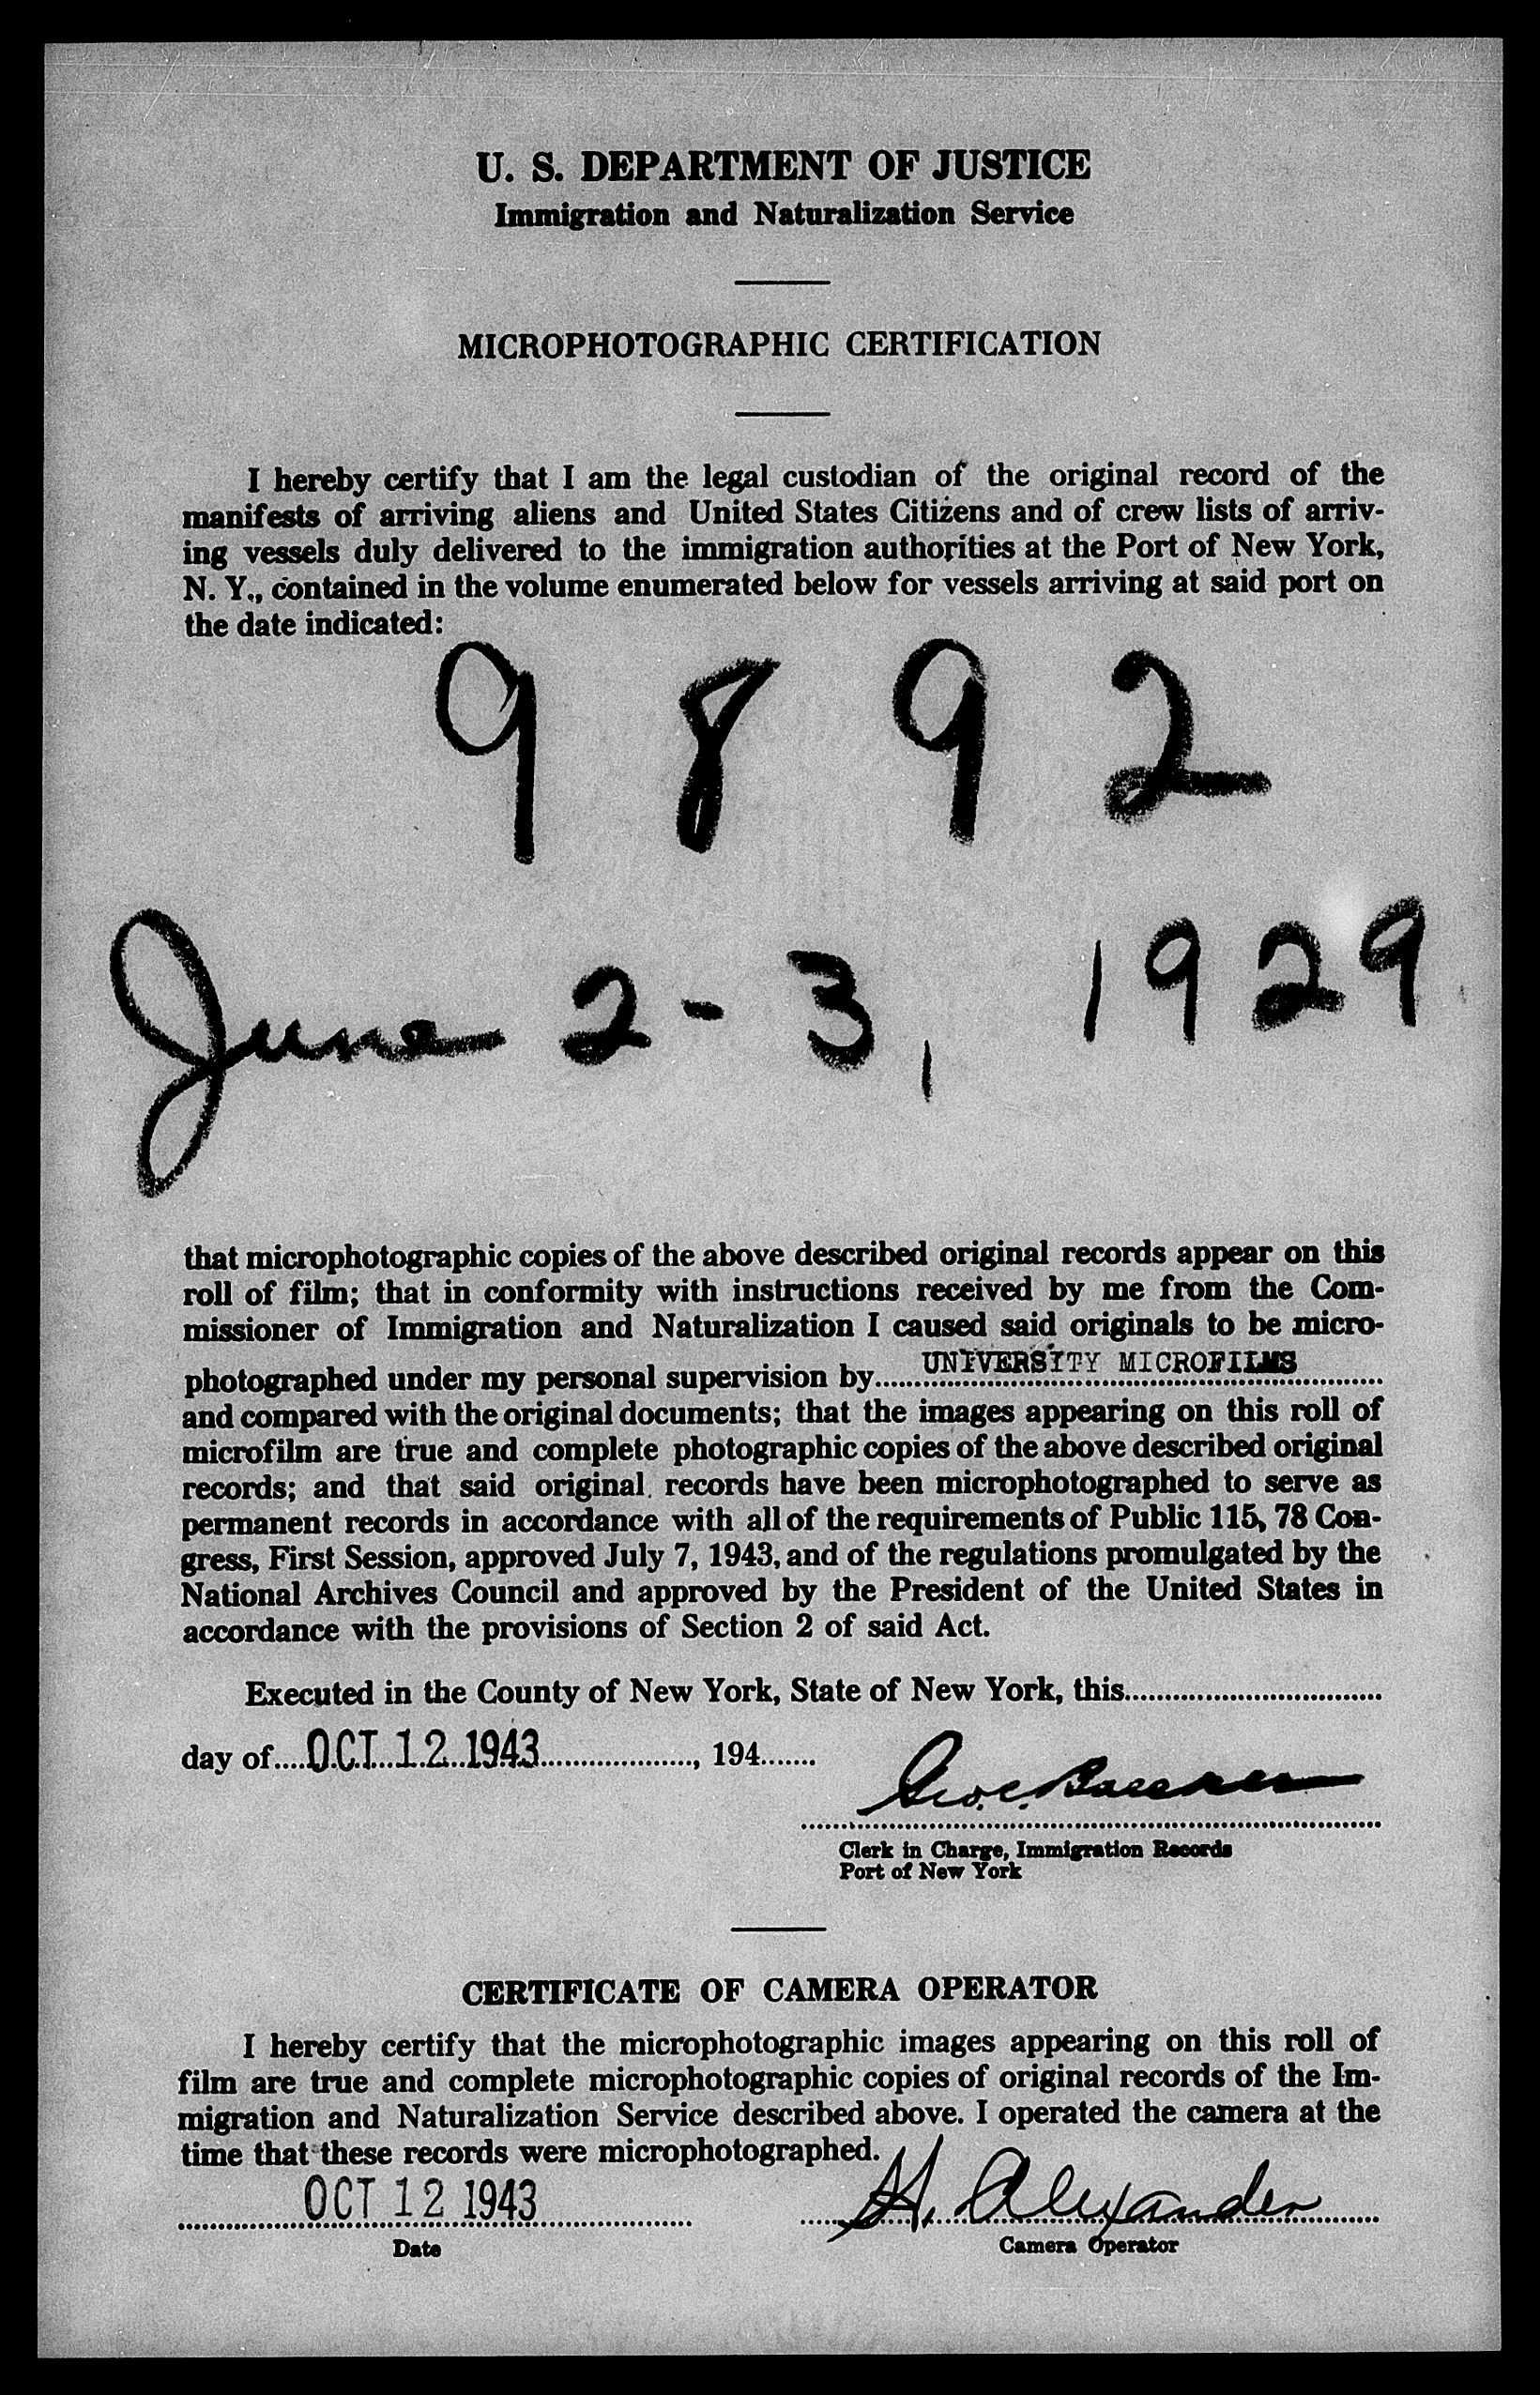 U. S. DEPARTMENT OF JUSTICE
Immigration and Naturalization Service
MICROPHOTOGRAPHIC CERTIFICATION
I hereby certify that I am the legal custodian of the original record of the
manifests of arriving aliens and United States Citizens and of crew lists of arriv-
ing vessels duly delivered to the immigration authorities at the Port of New York,
N. Y., contained in the volume enumerated below for vessels arriving at said port on
the date indicated:
9892
June 2-3, 1929
that microphotographic copies of the above described original records appear on this
roll of film; that in conformity with instructions received by me from the Com-
missioner of Immigration and Naturalization I caused said originals to be micro-
photographed under my personal supervision by UNIVERSITY MICROFILMS
and compared with the original documents; that the images appearing on this roll of
microfilm are true and complete photographic copies of the above described original
records; and that said original records have been microphotographed to serve as
permanent records in accordance with all of the requirements of Public 115, 78 Con-
gress, First Session, approved July 7, 1943, and of the regulations promulgated by the
National Archives Council and approved by the President of the United States in
accordance with the provisions of Section 2 of said Act.
Executed in the County of New York, State of New York, this
day of OCT 12 1943, 194
Geo. C.
Clerk in Charge, Immigration Records
Port of New York
CERTIFICATE OF CAMERA OPERATOR
I hereby certify that the microphotographic images appearing on this roll of
film are true and complete microphotographic copies of original records of the Im-
migration and Naturalization Service described above. I operated the camera at the
time that these records were microphotographed.
OCT 12 1943 H. Alexander
Date Camera Operator